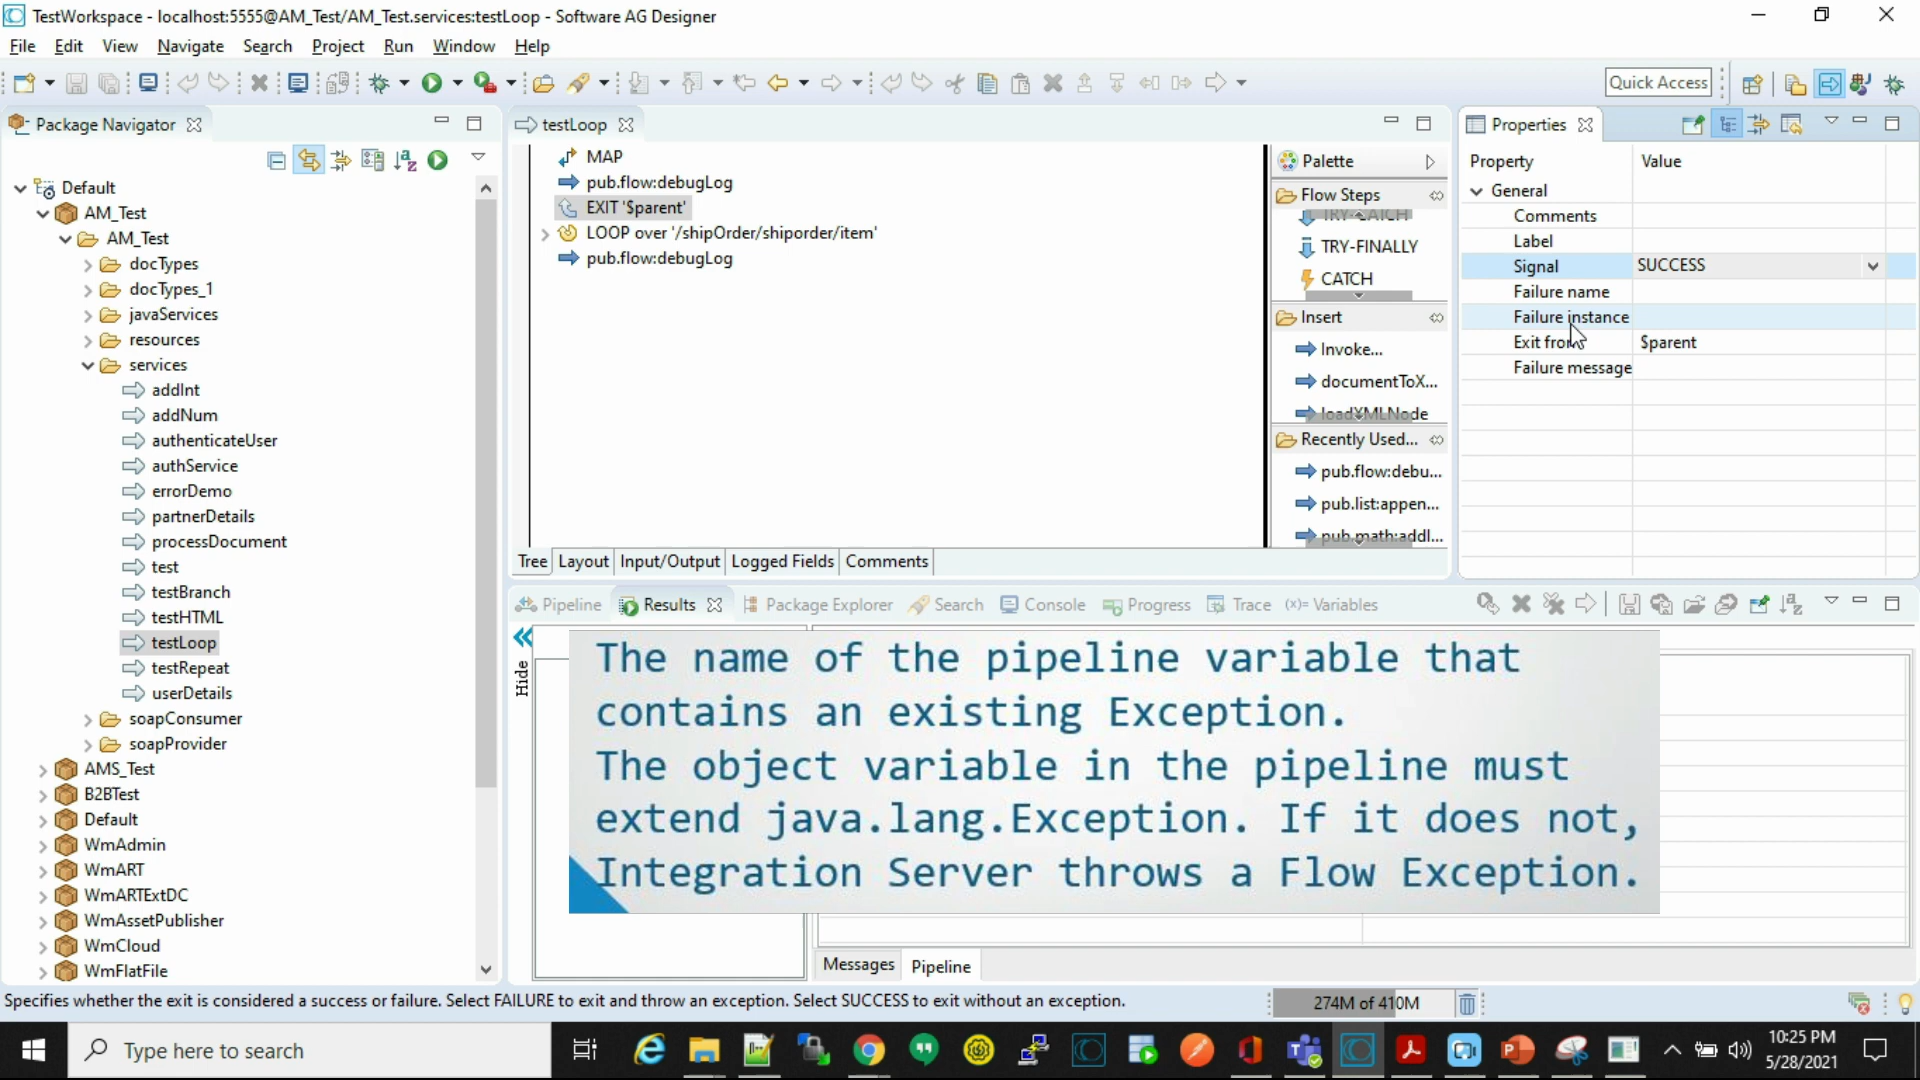 TestWorkspace - localhost:5555@AM_Test/AM_Test.services:testLoop - Software AG Designer
File Edit View Navigate Search Project Run Window Help
Quick Access
Package Navigator
Default
AM_Test
AM_Test
docTypes
docTypes_1
javaServices
resources
services
addInt
addNum
authenticateUser
authService
errorDemo
partnerDetails
processDocument
test
testBranch
testHTML
testLoop
testRepeat
userDetails
soapConsumer
soapProvider
AMS_Test
B2BTest
Default
WmAdmin
WmART
WmARTExtDC
WmAssetPublisher
WmCloud
WmFlatFile
testLoop
MAP
pub.flow:debugLog
EXIT '$parent'
LOOP over '/shipOrder/shiporder/item'
pub.flow:debugLog
Tree Layout Input/Output Logged Fields Comments
Palette
Flow Steps
TRY-CATCH
TRY-FINALLY
CATCH
Insert
Invoke...
documentToX...
loadXMLNode
Recently Used...
pub.flow:debu...
pub.list:appen...
pub.math:addI...
Properties
Property Value
General
Comments
Label
Signal SUCCESS
Failure name
Failure instance
Exit from $parent
Failure message
Pipeline Results Package Explorer Search Console Progress Trace (x)= Variables
Hide
The name of the pipeline variable that
contains an existing Exception.
The object variable in the pipeline must
extend java.lang.Exception. If it does not,
Integration Server throws a Flow Exception.
Messages Pipeline
Specifies whether the exit is considered a success or failure. Select FAILURE to exit and throw an exception. Select SUCCESS to exit without an exception.
274M of 410M
Type here to search
10:25 PM
5/28/2021